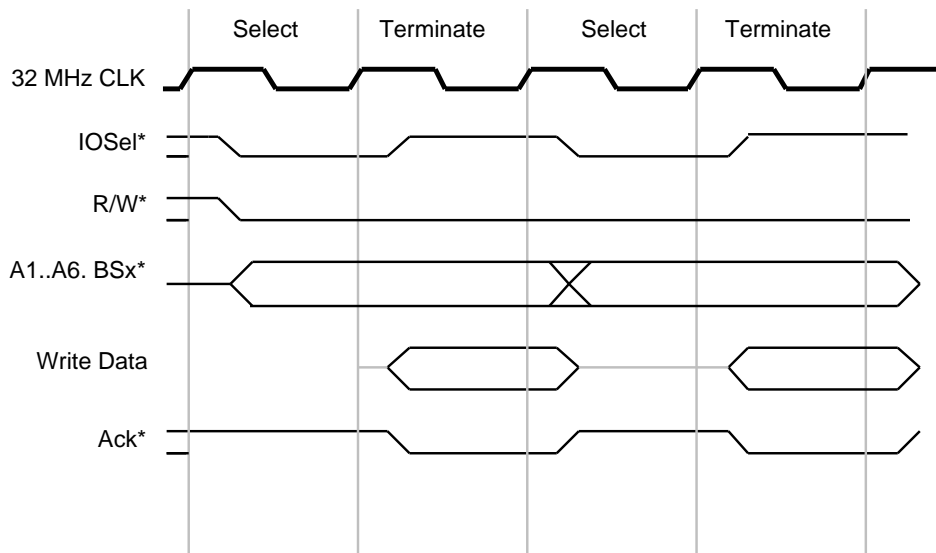 Select Terminate Select Terminate
32 MHz CLK
IOSel*
R/W*
A1..A6. BSx*
Write Data
Ack*